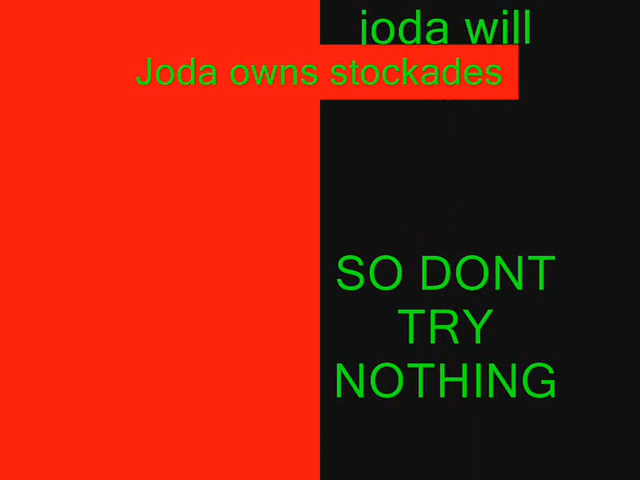 joda will
Joda owns stockades
SO DONT
TRY
NOTHING